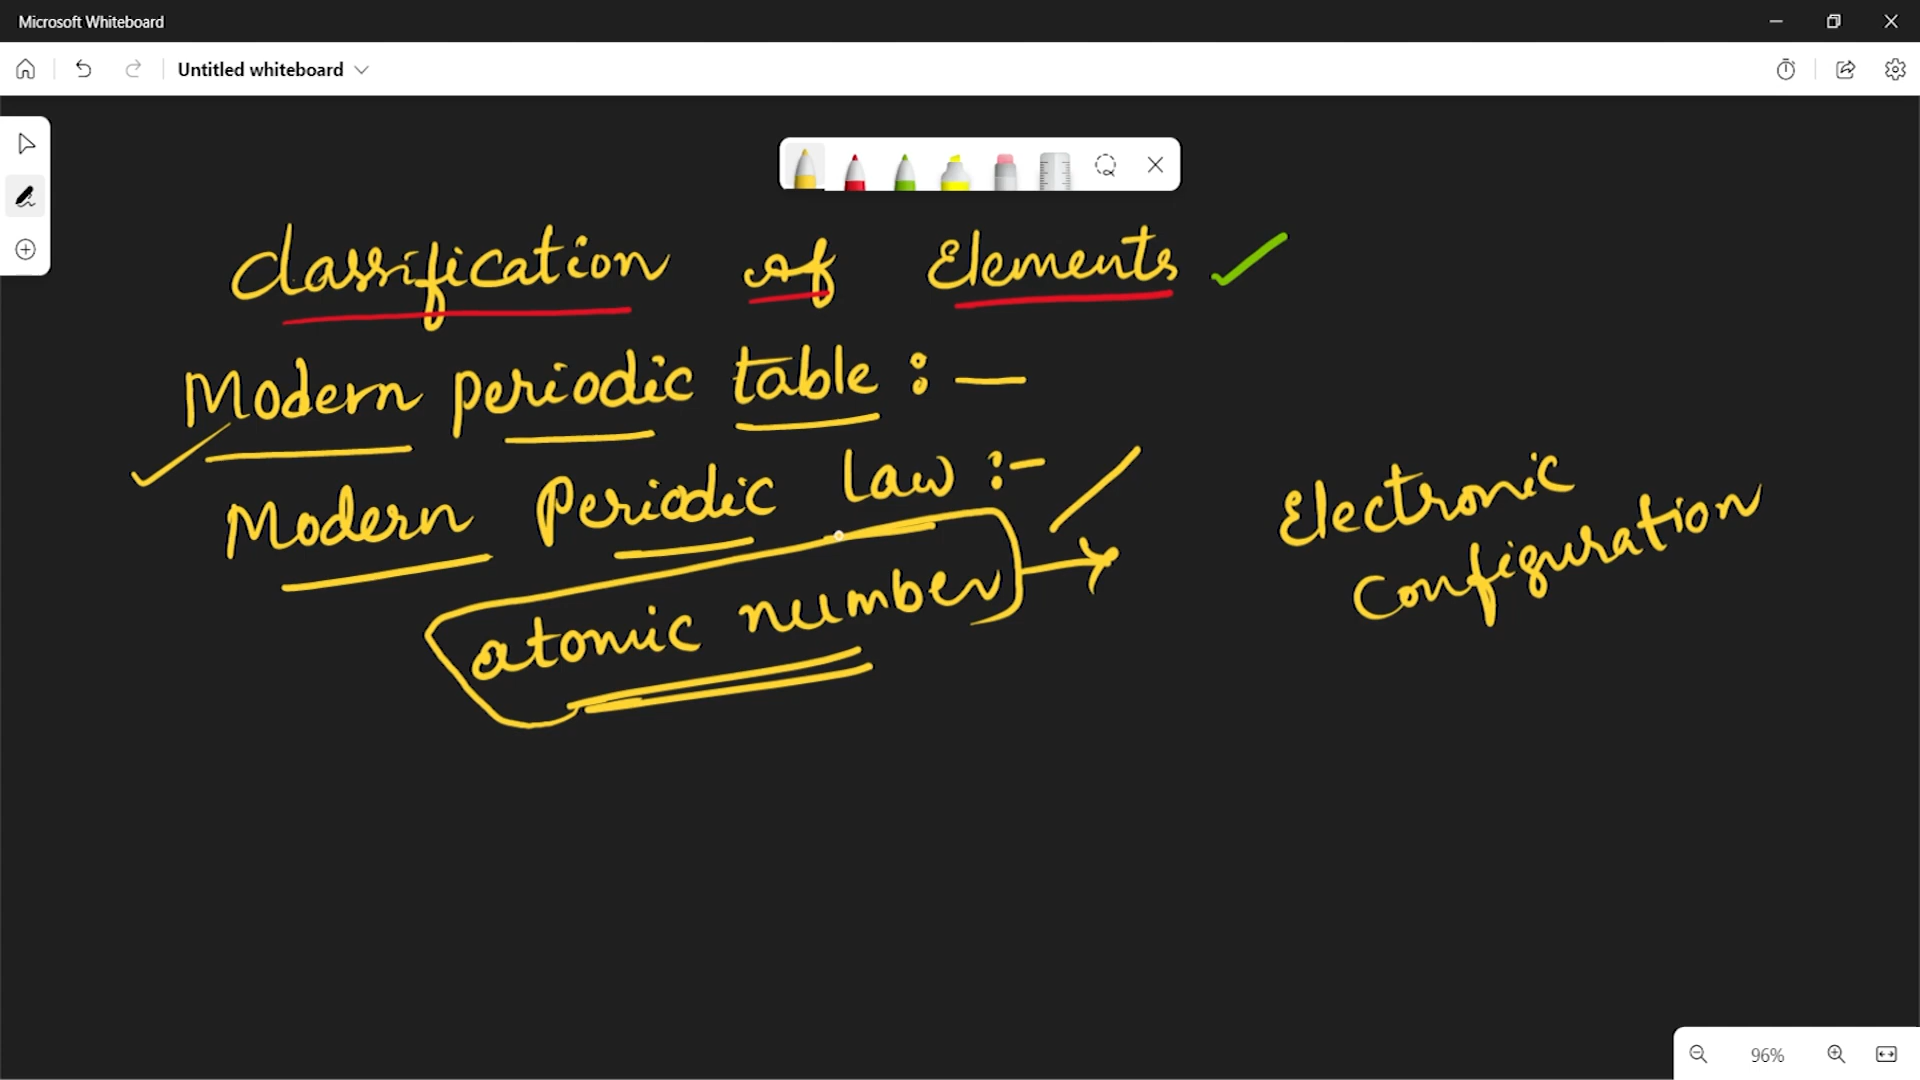 Microsoft Whiteboard
Untitled whiteboard
Classification of Elements
Modern periodic table :—
Modern Periodic law :-
atomic number
Electronic
Configuration
96%